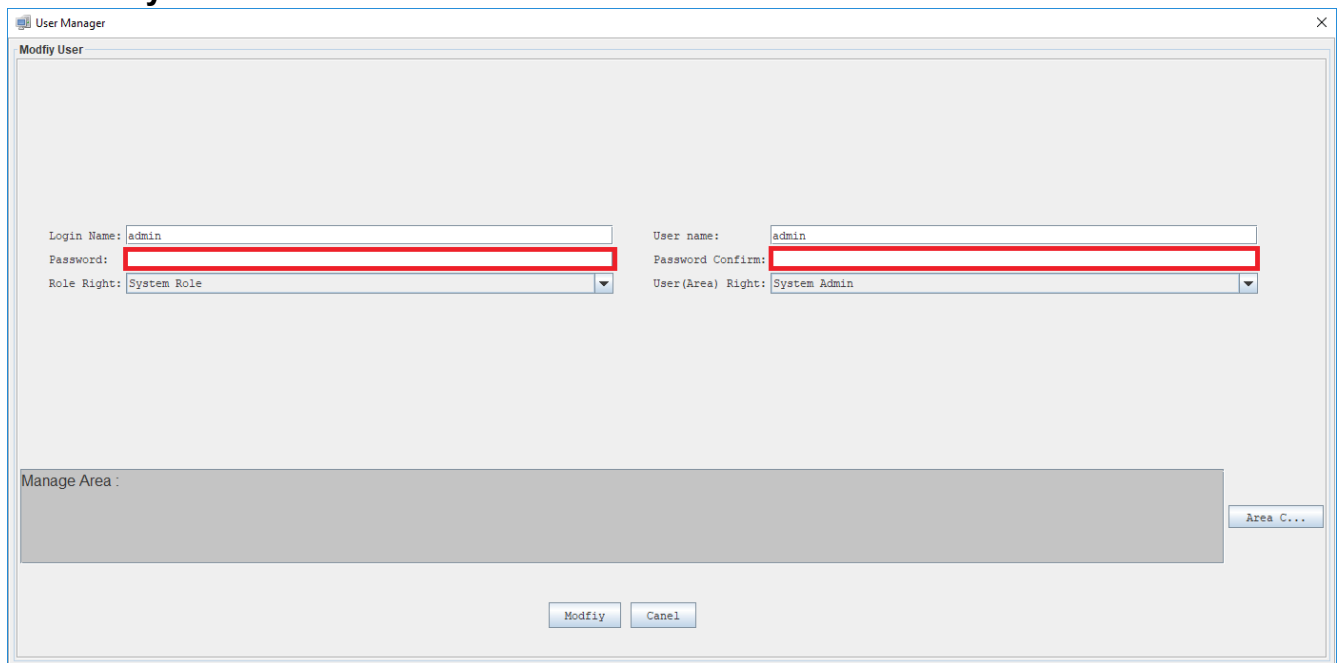 User Manager
Modfiy User
Login Name: admin User name: admin
Password: Password Confirm:
Role Right: System Role User(Area) Right: System Admin
Manage Area :
Area C...
Modfiy Canel